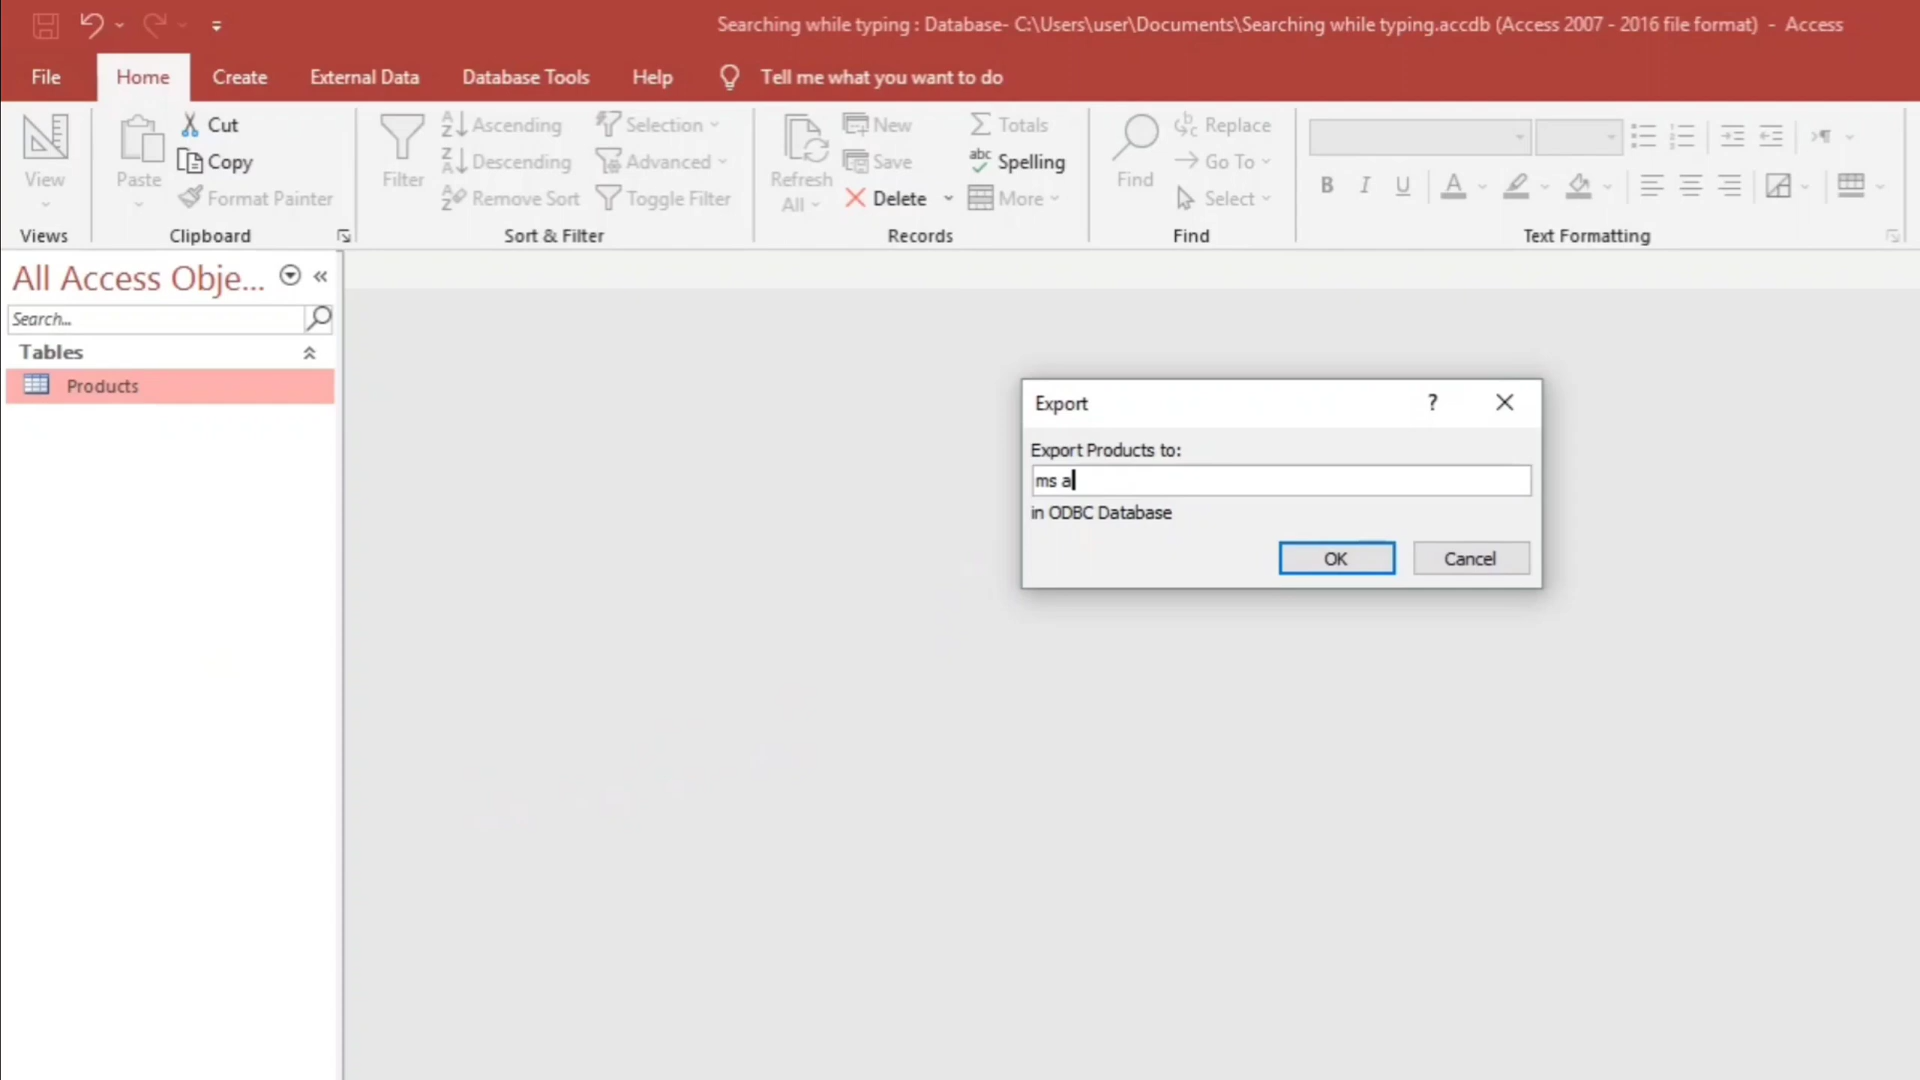 Searching while typing : Database- C:\Users\user\Documents\Searching while typing.accdb (Access 2007 - 2016 file format) - Access
File Home Create External Data Database Tools Help Tell me what you want to do
View
Views
Paste
Cut
Copy
Format Painter
Clipboard
Filter
Ascending
Descending
Remove Sort
Selection
Advanced
Toggle Filter
Sort & Filter
Refresh
All
New
Save
Delete
Totals
Spelling
More
Records
Find
Replace
Go To
Select
Find
B I U A
Text Formatting
All Access Obje...
Search...
Tables
Products
Export
Export Products to:
ms a
in ODBC Database
OK Cancel